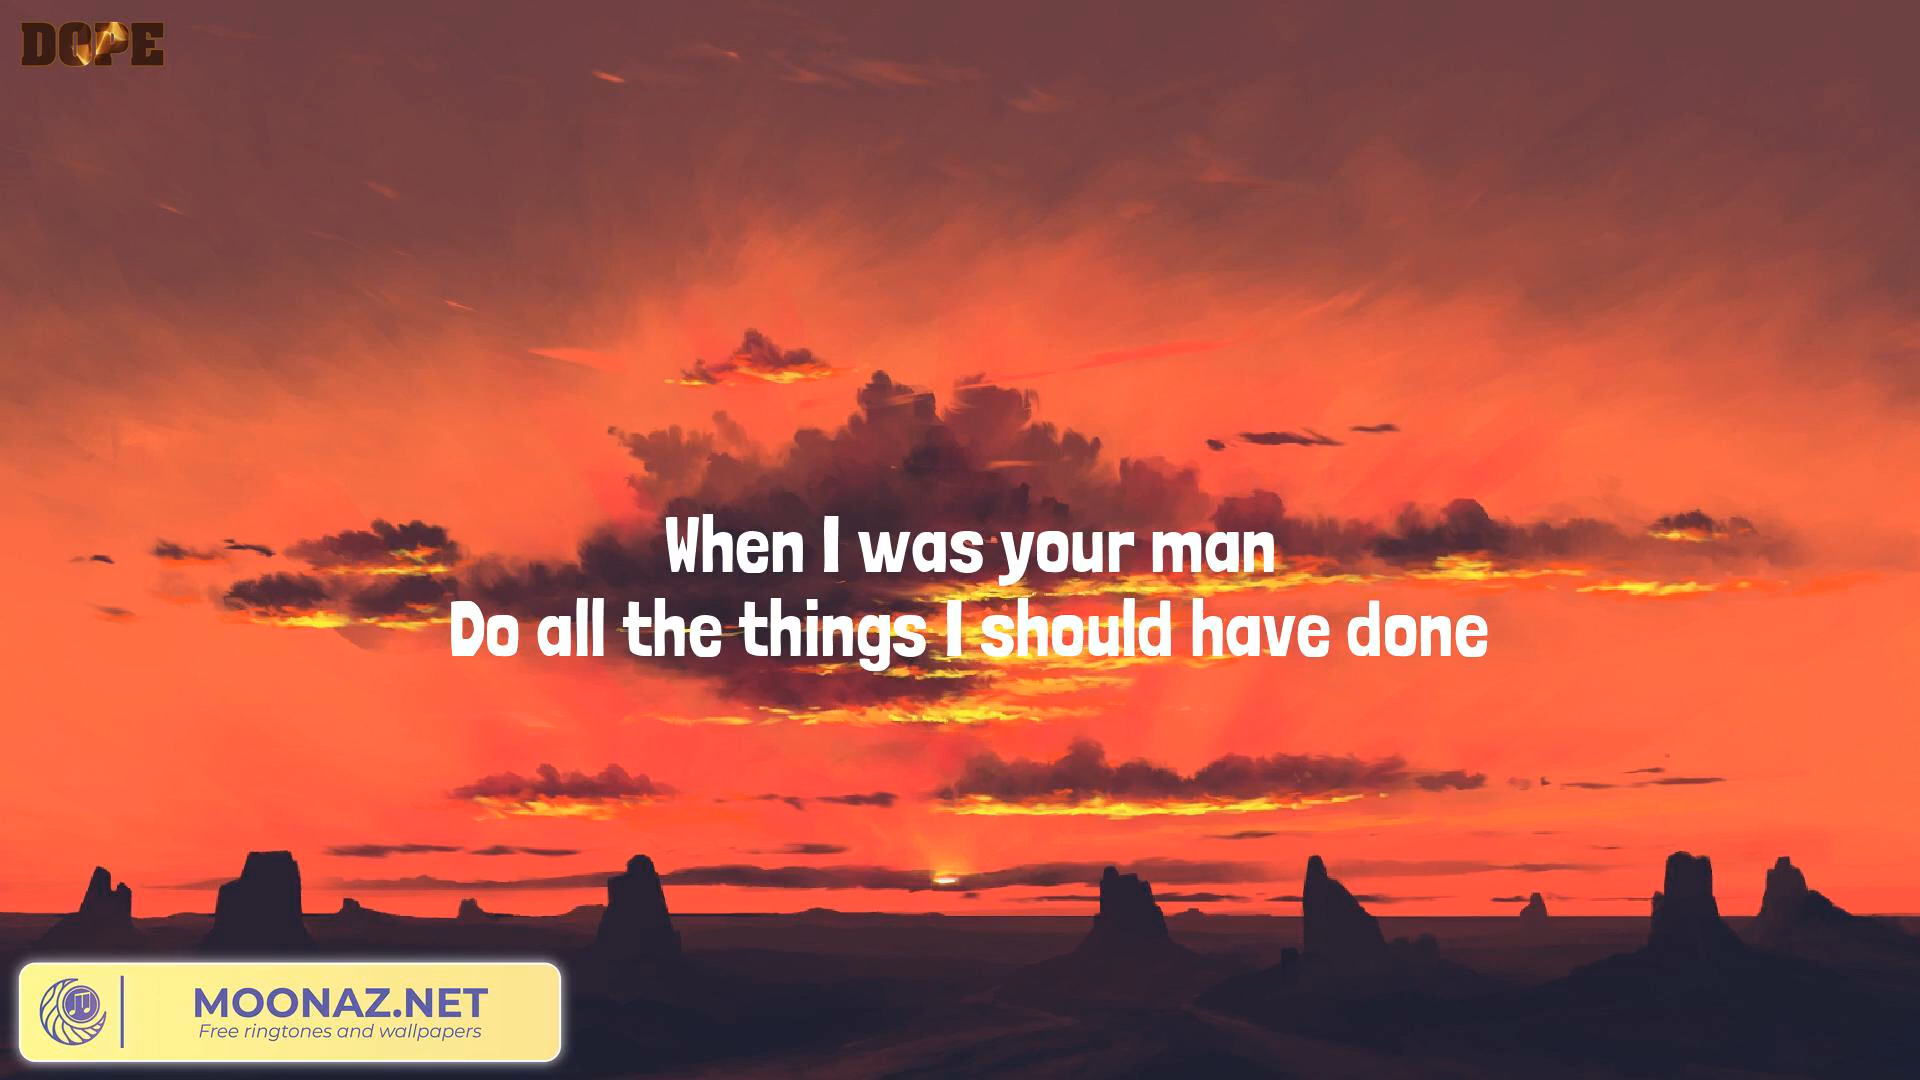 DOPE
When I was your man
Do all the things I should have done
MOONAZ.NET
Free ringtones and wallpapers